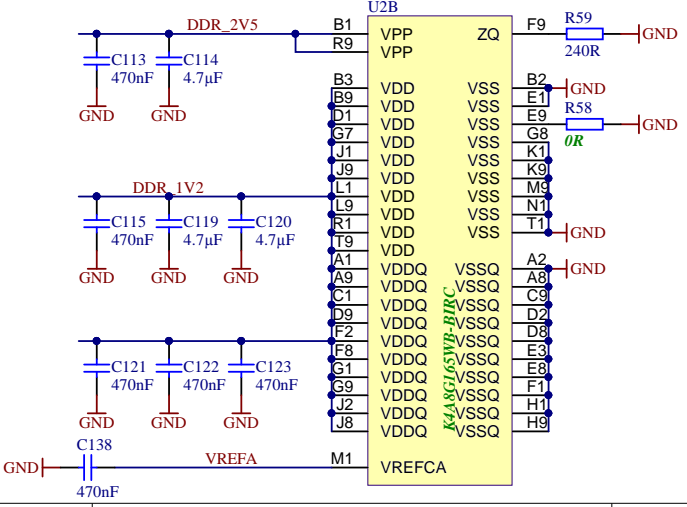 U2B
DDR_2V5
B1 VPP ZQ F9 R59 GND
R9 VPP 240R
C113 C114
470nF 4.7µF
GND GND
B3 VDD VSS B2 GND
B9 VDD VSS E1
D1 VDD VSS E9 R58 GND
G7 VDD VSS G8 0R
J1 VDD VSS K1
J9 VDD VSS K9
DDR_1V2
L1 VDD VSS M9
L9 VDD VSS N1
R1 VDD VSS T1 GND
T9 VDD
C115 C119 C120
470nF 4.7µF 4.7µF
GND GND GND
A1 VDDQ VSSQ A2 GND
A9 VDDQ VSSQ A8
C1 VDDQ VSSQ C9
D9 VDDQ VSSQ D2
F2 VDDQ VSSQ D8
F8 VDDQ VSSQ E3
G1 VDDQ VSSQ E8
G9 VDDQ VSSQ F1
J2 VDDQ VSSQ H1
J8 VDDQ VSSQ H9
K4A8G165WB-BIRC
C121 C122 C123
470nF 470nF 470nF
GND GND GND
C138
GND VREFA M1 VREFCA
470nF